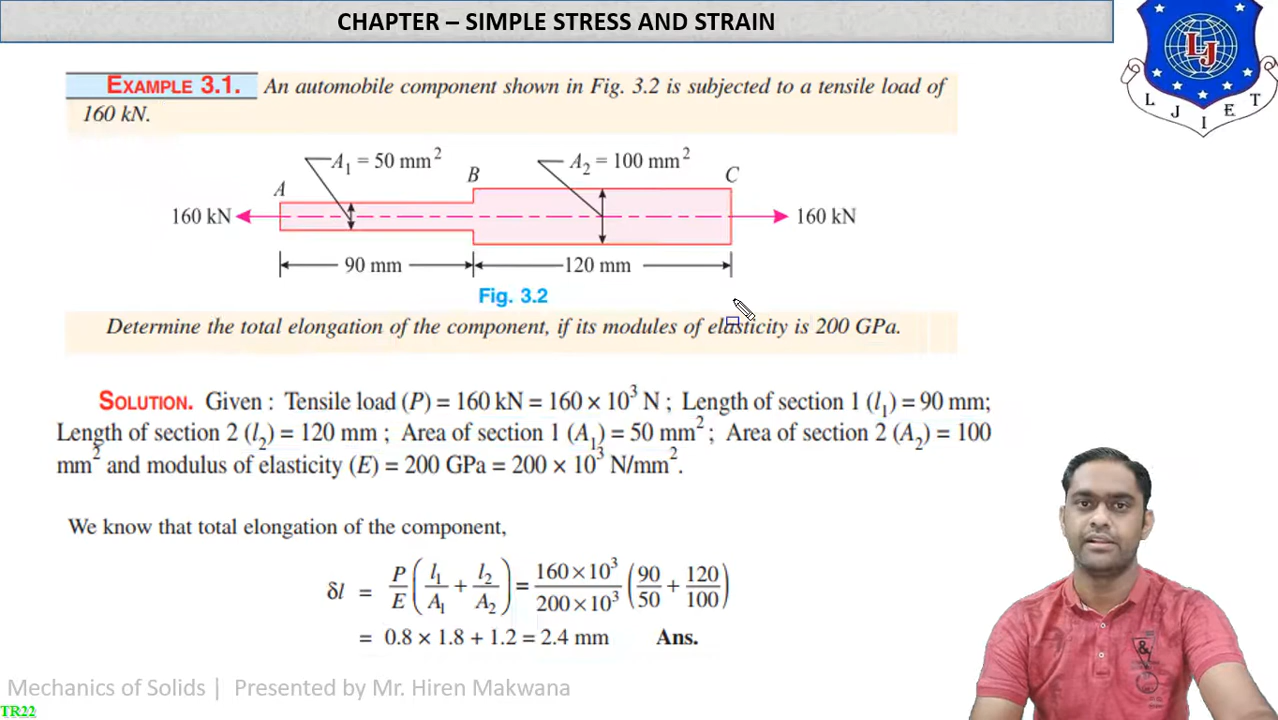 CHAPTER – SIMPLE STRESS AND STRAIN
LJ
L J I E T
EXAMPLE 3.1. An automobile component shown in Fig. 3.2 is subjected to a tensile load of
160 kN.
A₁ = 50 mm²
A₂ = 100 mm²
A
B
C
160 kN
160 kN
90 mm
120 mm
Fig. 3.2
Determine the total elongation of the component, if its modules of elasticity is 200 GPa.
SOLUTION. Given : Tensile load (P) = 160 kN = 160 × 10³ N ; Length of section 1 (l₁) = 90 mm;
Length of section 2 (l₂) = 120 mm ; Area of section 1 (A₁) = 50 mm² ; Area of section 2 (A₂) = 100
mm² and modulus of elasticity (E) = 200 GPa = 200 × 10³ N/mm².
We know that total elongation of the component,
δl = P/E (l₁/A₁ + l₂/A₂) = 160×10³/200×10³ (90/50 + 120/100)
= 0.8 × 1.8 + 1.2 = 2.4 mm Ans.
Mechanics of Solids | Presented by Mr. Hiren Makwana
TR22